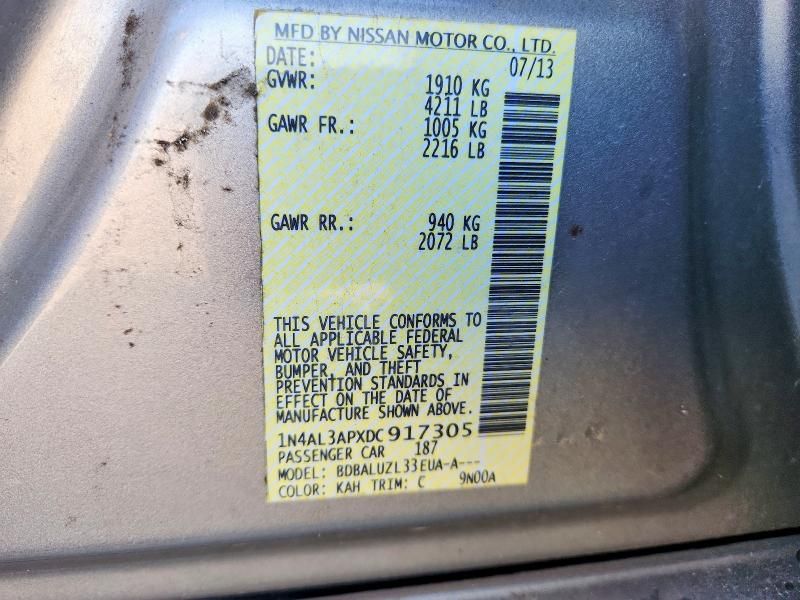 MFD BY NISSAN MOTOR CO., LTD.
DATE: 07/13
GVWR: 1910 KG
4211 LB
GAWR FR.: 1005 KG
2216 LB
GAWR RR.: 940 KG
2072 LB
THIS VEHICLE CONFORMS TO
ALL APPLICABLE FEDERAL
MOTOR VEHICLE SAFETY,
BUMPER, AND THEFT
PREVENTION STANDARDS IN
EFFECT ON THE DATE OF
MANUFACTURE SHOWN ABOVE.
1N4AL3APXDC917305
PASSENGER CAR 187
MODEL: BDBALUZL33EUA-A---
COLOR: KAH TRIM: C 9N00A